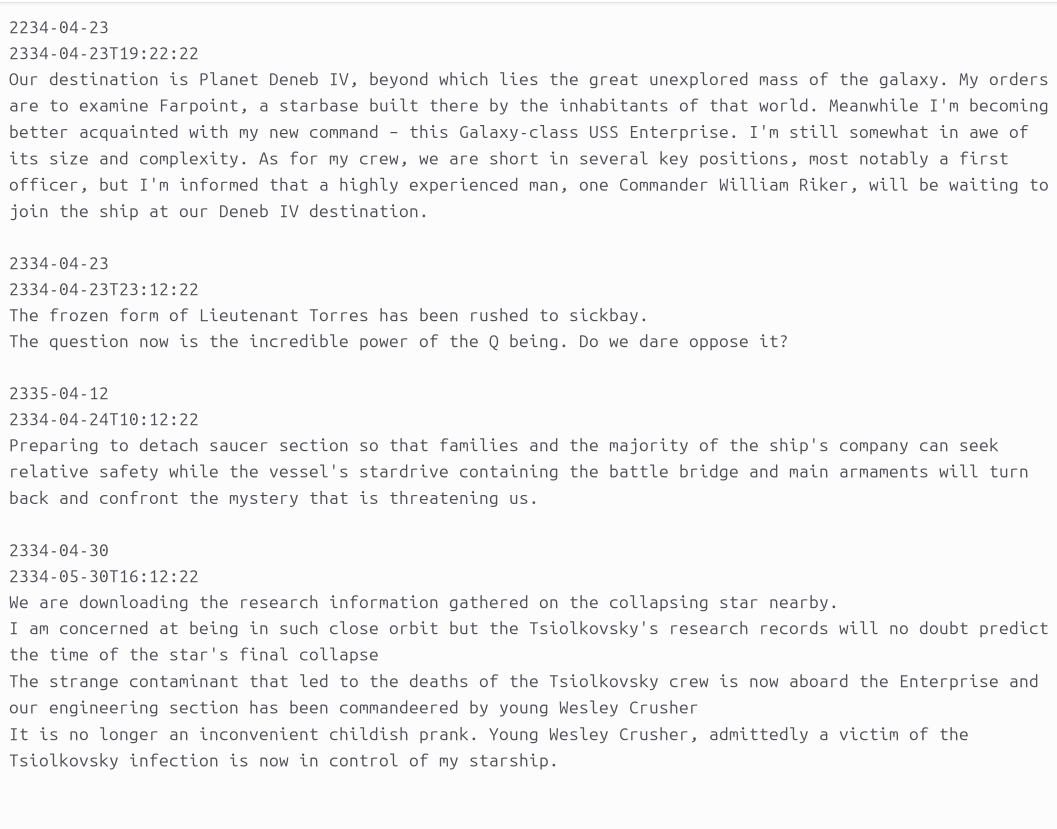 2234-04-23
2334-04-23T19:22:22
Our destination is Planet Deneb IV, beyond which lies the great unexplored mass of the galaxy. My orders
are to examine Farpoint, a starbase built there by the inhabitants of that world. Meanwhile I'm becoming
better acquainted with my new command – this Galaxy-class USS Enterprise. I'm still somewhat in awe of
its size and complexity. As for my crew, we are short in several key positions, most notably a first
officer, but I'm informed that a highly experienced man, one Commander William Riker, will be waiting to
join the ship at our Deneb IV destination.

2334-04-23
2334-04-23T23:12:22
The frozen form of Lieutenant Torres has been rushed to sickbay.
The question now is the incredible power of the Q being. Do we dare oppose it?

2335-04-12
2334-04-24T10:12:22
Preparing to detach saucer section so that families and the majority of the ship's company can seek
relative safety while the vessel's stardrive containing the battle bridge and main armaments will turn
back and confront the mystery that is threatening us.

2334-04-30
2334-05-30T16:12:22
We are downloading the research information gathered on the collapsing star nearby.
I am concerned at being in such close orbit but the Tsiolkovsky's research records will no doubt predict
the time of the star's final collapse
The strange contaminant that led to the deaths of the Tsiolkovsky crew is now aboard the Enterprise and
our engineering section has been commandeered by young Wesley Crusher
It is no longer an inconvenient childish prank. Young Wesley Crusher, admittedly a victim of the
Tsiolkovsky infection is now in control of my starship.